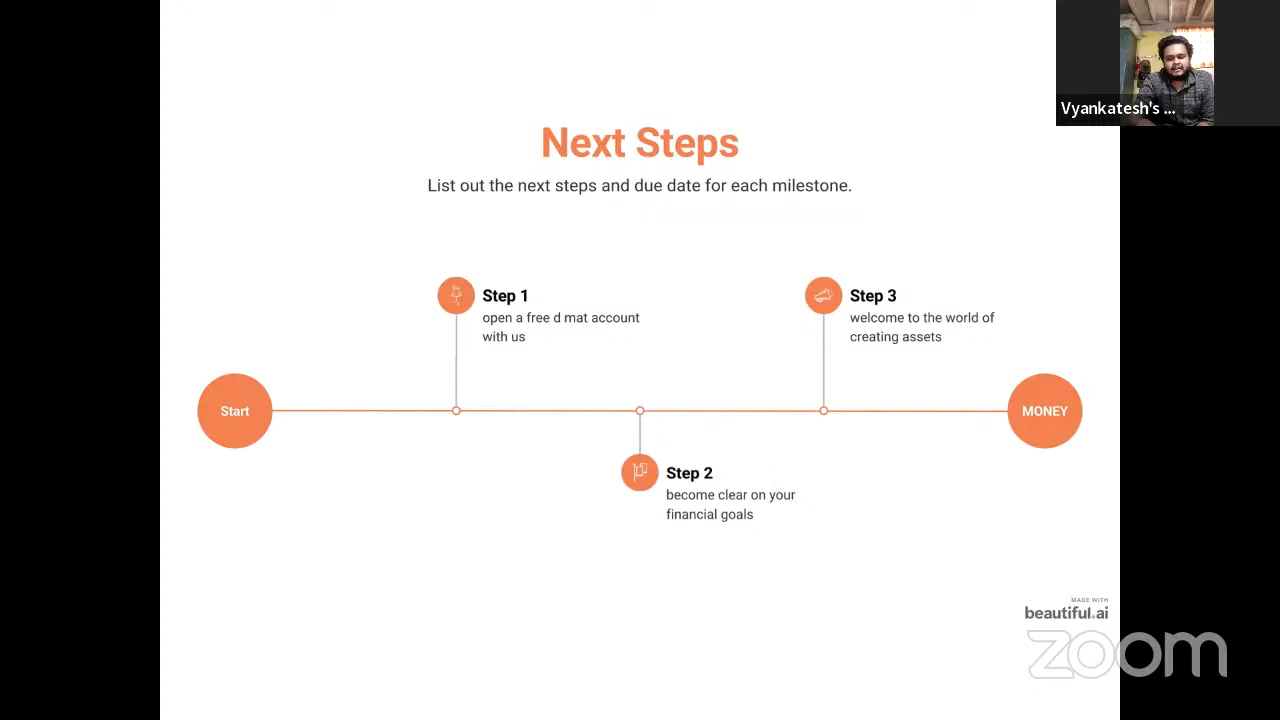 Vyankatesh's ...
Next Steps
List out the next steps and due date for each milestone.
Step 1
open a free d mat account
with us
Step 3
welcome to the world of
creating assets
Start
MONEY
Step 2
become clear on your
financial goals
MADE WITH
beautiful.ai
zoom